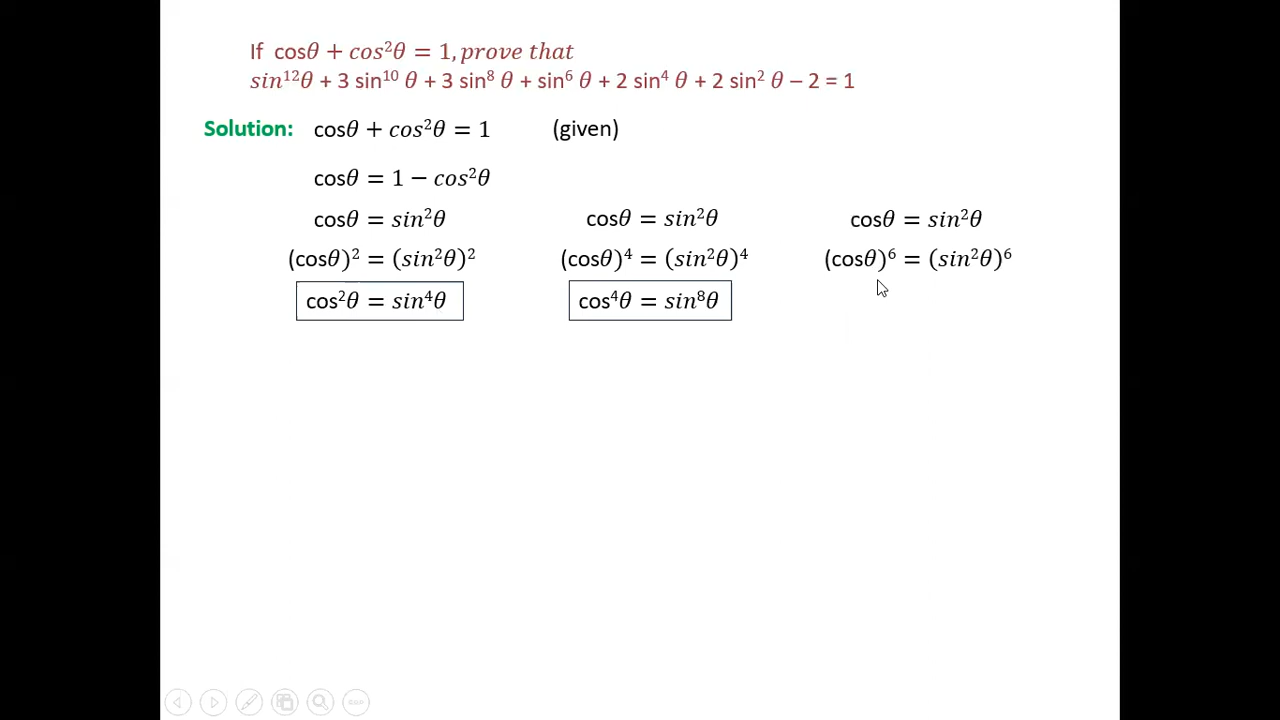 If cosθ + cos²θ = 1, prove that
sin¹²θ + 3 sin¹⁰ θ + 3 sin⁸ θ + sin⁶ θ + 2 sin⁴ θ + 2 sin² θ − 2 = 1
Solution: cosθ + cos²θ = 1 (given)
cosθ = 1 − cos²θ
cosθ = sin²θ cosθ = sin²θ cosθ = sin²θ
(cosθ)² = (sin²θ)² (cosθ)⁴ = (sin²θ)⁴ (cosθ)⁶ = (sin²θ)⁶
cos²θ = sin⁴θ cos⁴θ = sin⁸θ